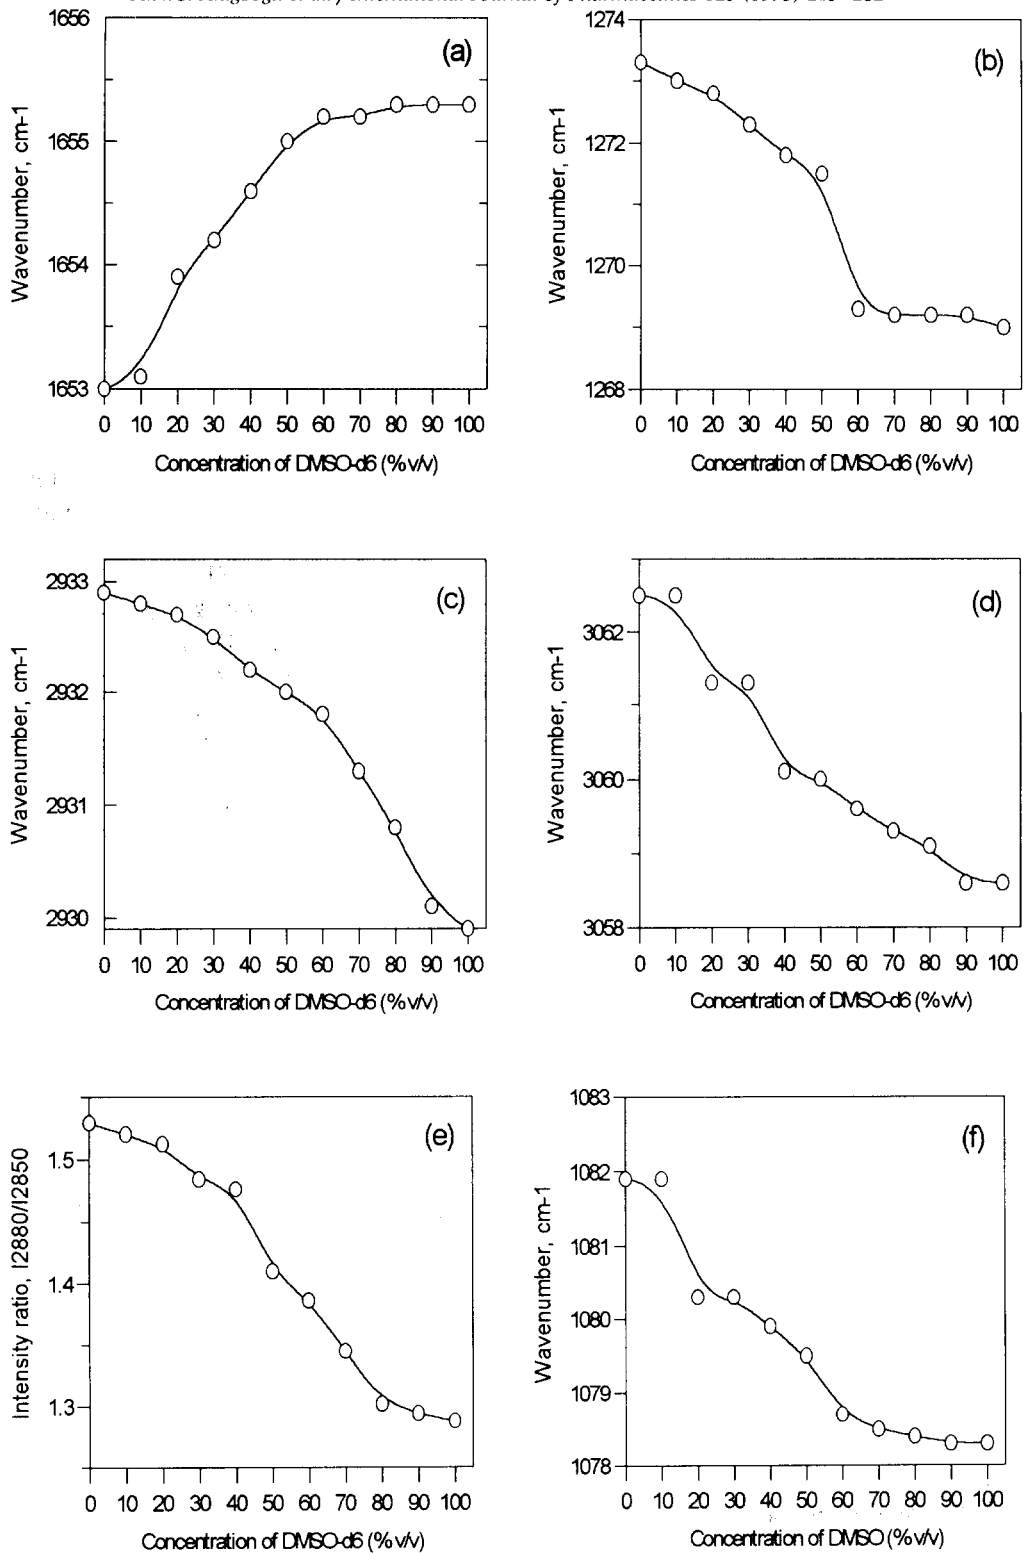 1656
1655
1654
1653
Wavenumber, cm-1
(a)
0 10 20 30 40 50 60 70 80 90 100
Concentration of DMSO-d6 (%v/v)
1274
1272
1270
1268
Wavenumber, cm-1
(b)
0 10 20 30 40 50 60 70 80 90 100
Concentration of DMSO-d6 (%v/v)
2933
2932
2931
2930
Wavenumber, cm-1
(c)
0 10 20 30 40 50 60 70 80 90 100
Concentration of DMSO-d6 (%v/v)
3062
3060
3058
Wavenumber, cm-1
(d)
0 10 20 30 40 50 60 70 80 90 100
Concentration of DMSO-d6 (%v/v)
1.5
1.4
1.3
Intensity ratio, I2880/I2850
(e)
0 10 20 30 40 50 60 70 80 90 100
Concentration of DMSO-d6 (%v/v)
1083
1082
1081
1080
1079
1078
Wavenumber, cm-1
(f)
0 10 20 30 40 50 60 70 80 90 100
Concentration of DMSO (%v/v)